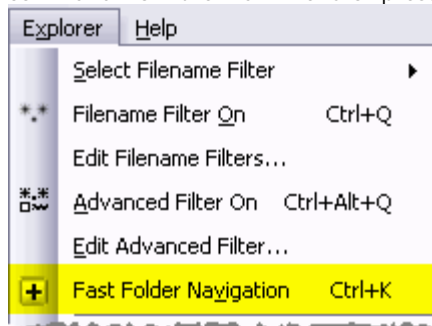 Explorer Help
Select Filename Filter
Filename Filter On Ctrl+Q
Edit Filename Filters...
Advanced Filter On Ctrl+Alt+Q
Edit Advanced Filter...
Fast Folder Navigation Ctrl+K